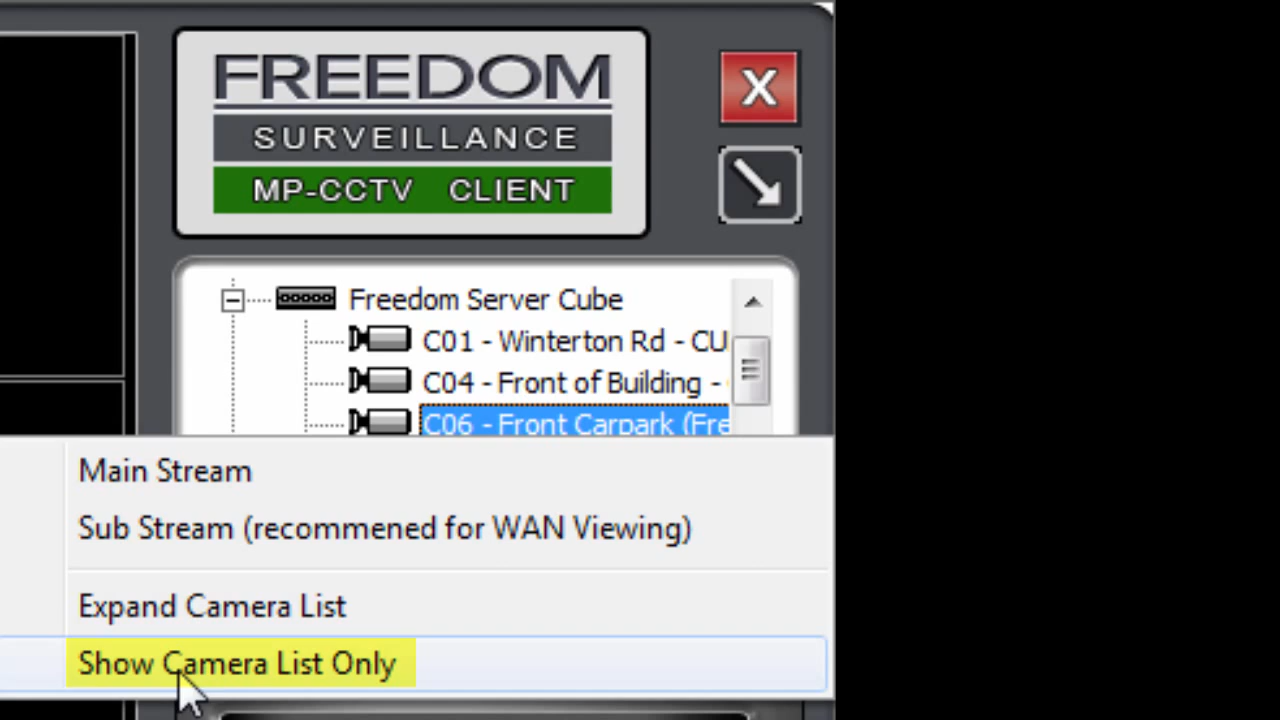 FREEDOM
SURVEILLANCE
MP-CCTV CLIENT
X
Freedom Server Cube
C01 - Winterton Rd - CU
C04 - Front of Building -
C06 - Front Carpark (Fre
Main Stream
Sub Stream (recommened for WAN Viewing)
Expand Camera List
Show Camera List Only